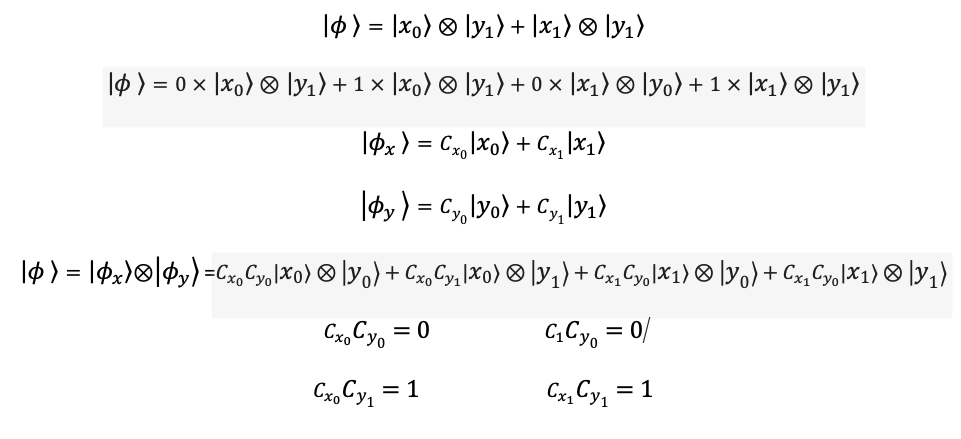 |ϕ ⟩ = |x₀⟩ ⊗ |y₁⟩ + |x₁⟩ ⊗ |y₁⟩
|ϕ ⟩ = 0 × |x₀⟩ ⊗ |y₁⟩ + 1 × |x₀⟩ ⊗ |y₁⟩ + 0 × |x₁⟩ ⊗ |y₀⟩ + 1 × |x₁⟩ ⊗ |y₁⟩
|ϕₓ ⟩ = C_{x₀}|x₀⟩ + C_{x₁}|x₁⟩
|ϕ_y ⟩ = C_{y₀}|y₀⟩ + C_{y₁}|y₁⟩
|ϕ ⟩ = |ϕₓ⟩⊗|ϕ_y⟩ =C_{x₀}C_{y₀}|x₀⟩ ⊗ |y₀⟩ + C_{x₀}C_{y₁}|x₀⟩ ⊗ |y₁⟩ + C_{x₁}C_{y₀}|x₁⟩ ⊗ |y₀⟩ + C_{x₁}C_{y₀}|x₁⟩ ⊗ |y₁⟩
C_{x₀}C_{y₀} = 0 C₁C_{y₀} = 0/
C_{x₀}C_{y₁} = 1 C_{x₁}C_{y₁} = 1